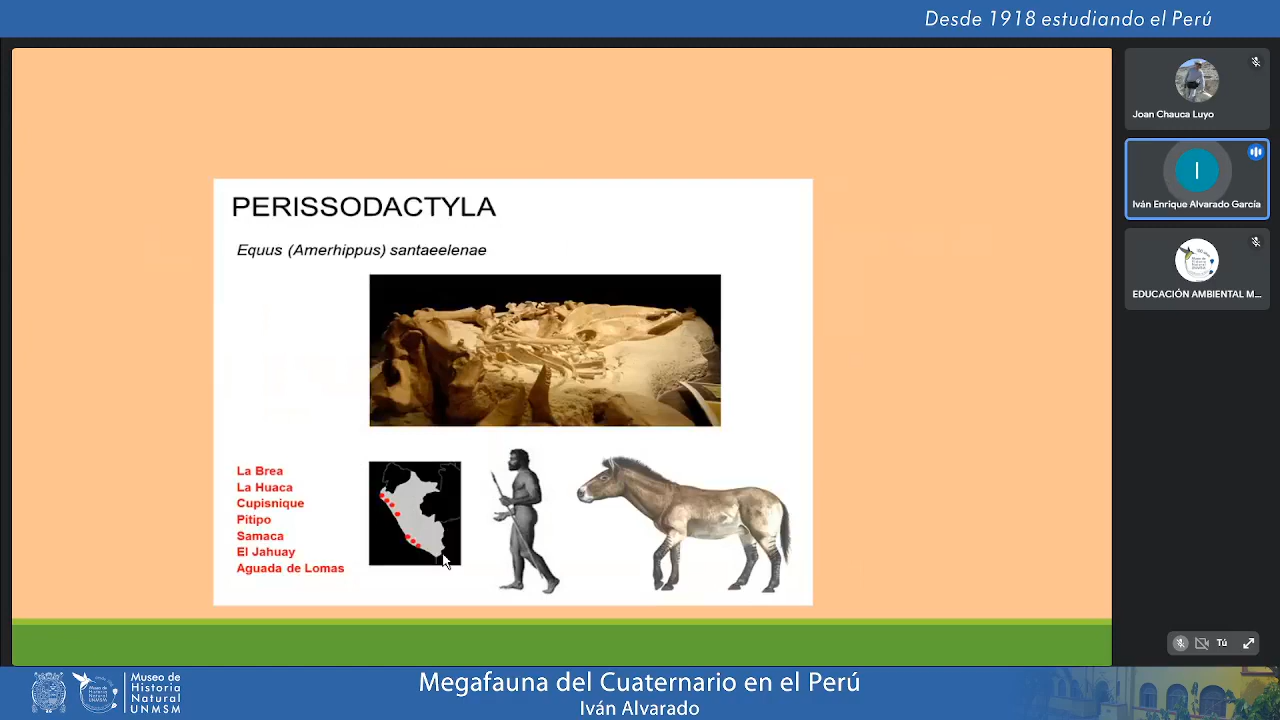 Desde 1918 estudiando el Perú
Joan Chauca Luyo
I
Iván Enrique Alvarado García
EDUCACIÓN AMBIENTAL M...
PERISSODACTYLA
Equus (Amerhippus) santaeelenae
La Brea
La Huaca
Cupisnique
Pitipo
Samaca
El Jahuay
Aguada de Lomas
Tú
Museo de
Historia
Natural
UNMSM
Megafauna del Cuaternario en el Perú
Iván Alvarado